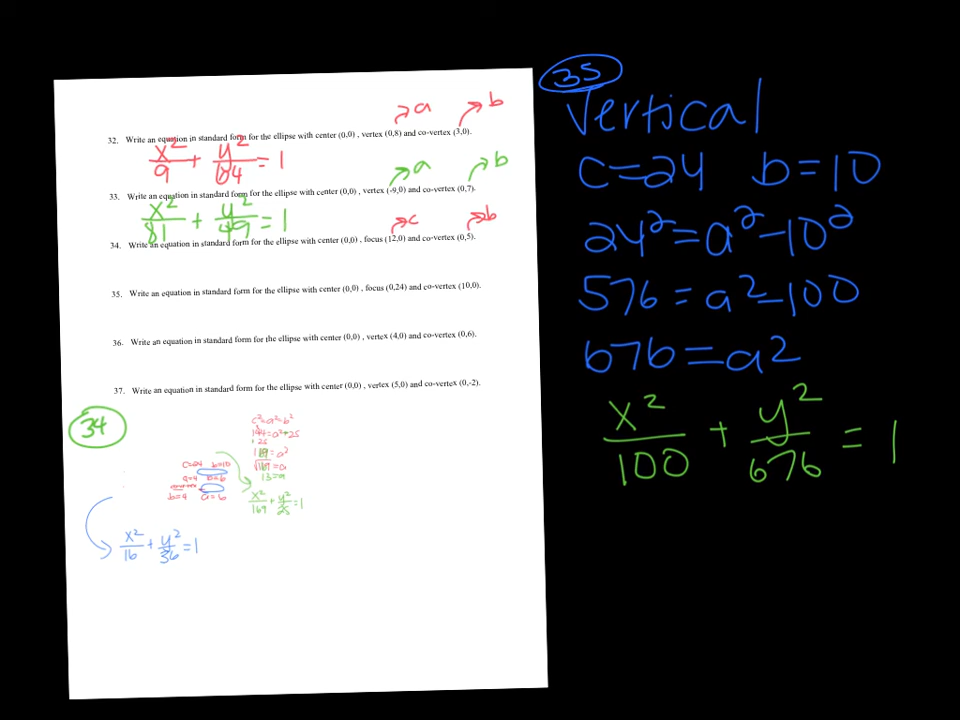 →a →b
32. Write an equation in standard form for the ellipse with center (0,0) , vertex (0,8) and co-vertex (3,0).
x²/9 + y²/64 = 1
→a →b
33. Write an equation in standard form for the ellipse with center (0,0) , vertex (-9,0) and co-vertex (0,7).
x²/81 + y²/49 = 1
→c →b
34. Write an equation in standard form for the ellipse with center (0,0) , focus (12,0) and co-vertex (0,5).
35. Write an equation in standard form for the ellipse with center (0,0) , focus (0,24) and co-vertex (10,0).
36. Write an equation in standard form for the ellipse with center (0,0) , vertex (4,0) and co-vertex (0,6).
37. Write an equation in standard form for the ellipse with center (0,0) , vertex (5,0) and co-vertex (0,-2).
34
c²=a²-b²
169 = a²
√169 = a
13=a
x²/169 + y²/25 = 1
c=24 b=10
a=4 b=6
b=4 a=6
x²/16 + y²/36 = 1
35
Vertical
c=24 b=10
24²=a²-10²
576=a²-100
676=a²
x²/100 + y²/676 = 1